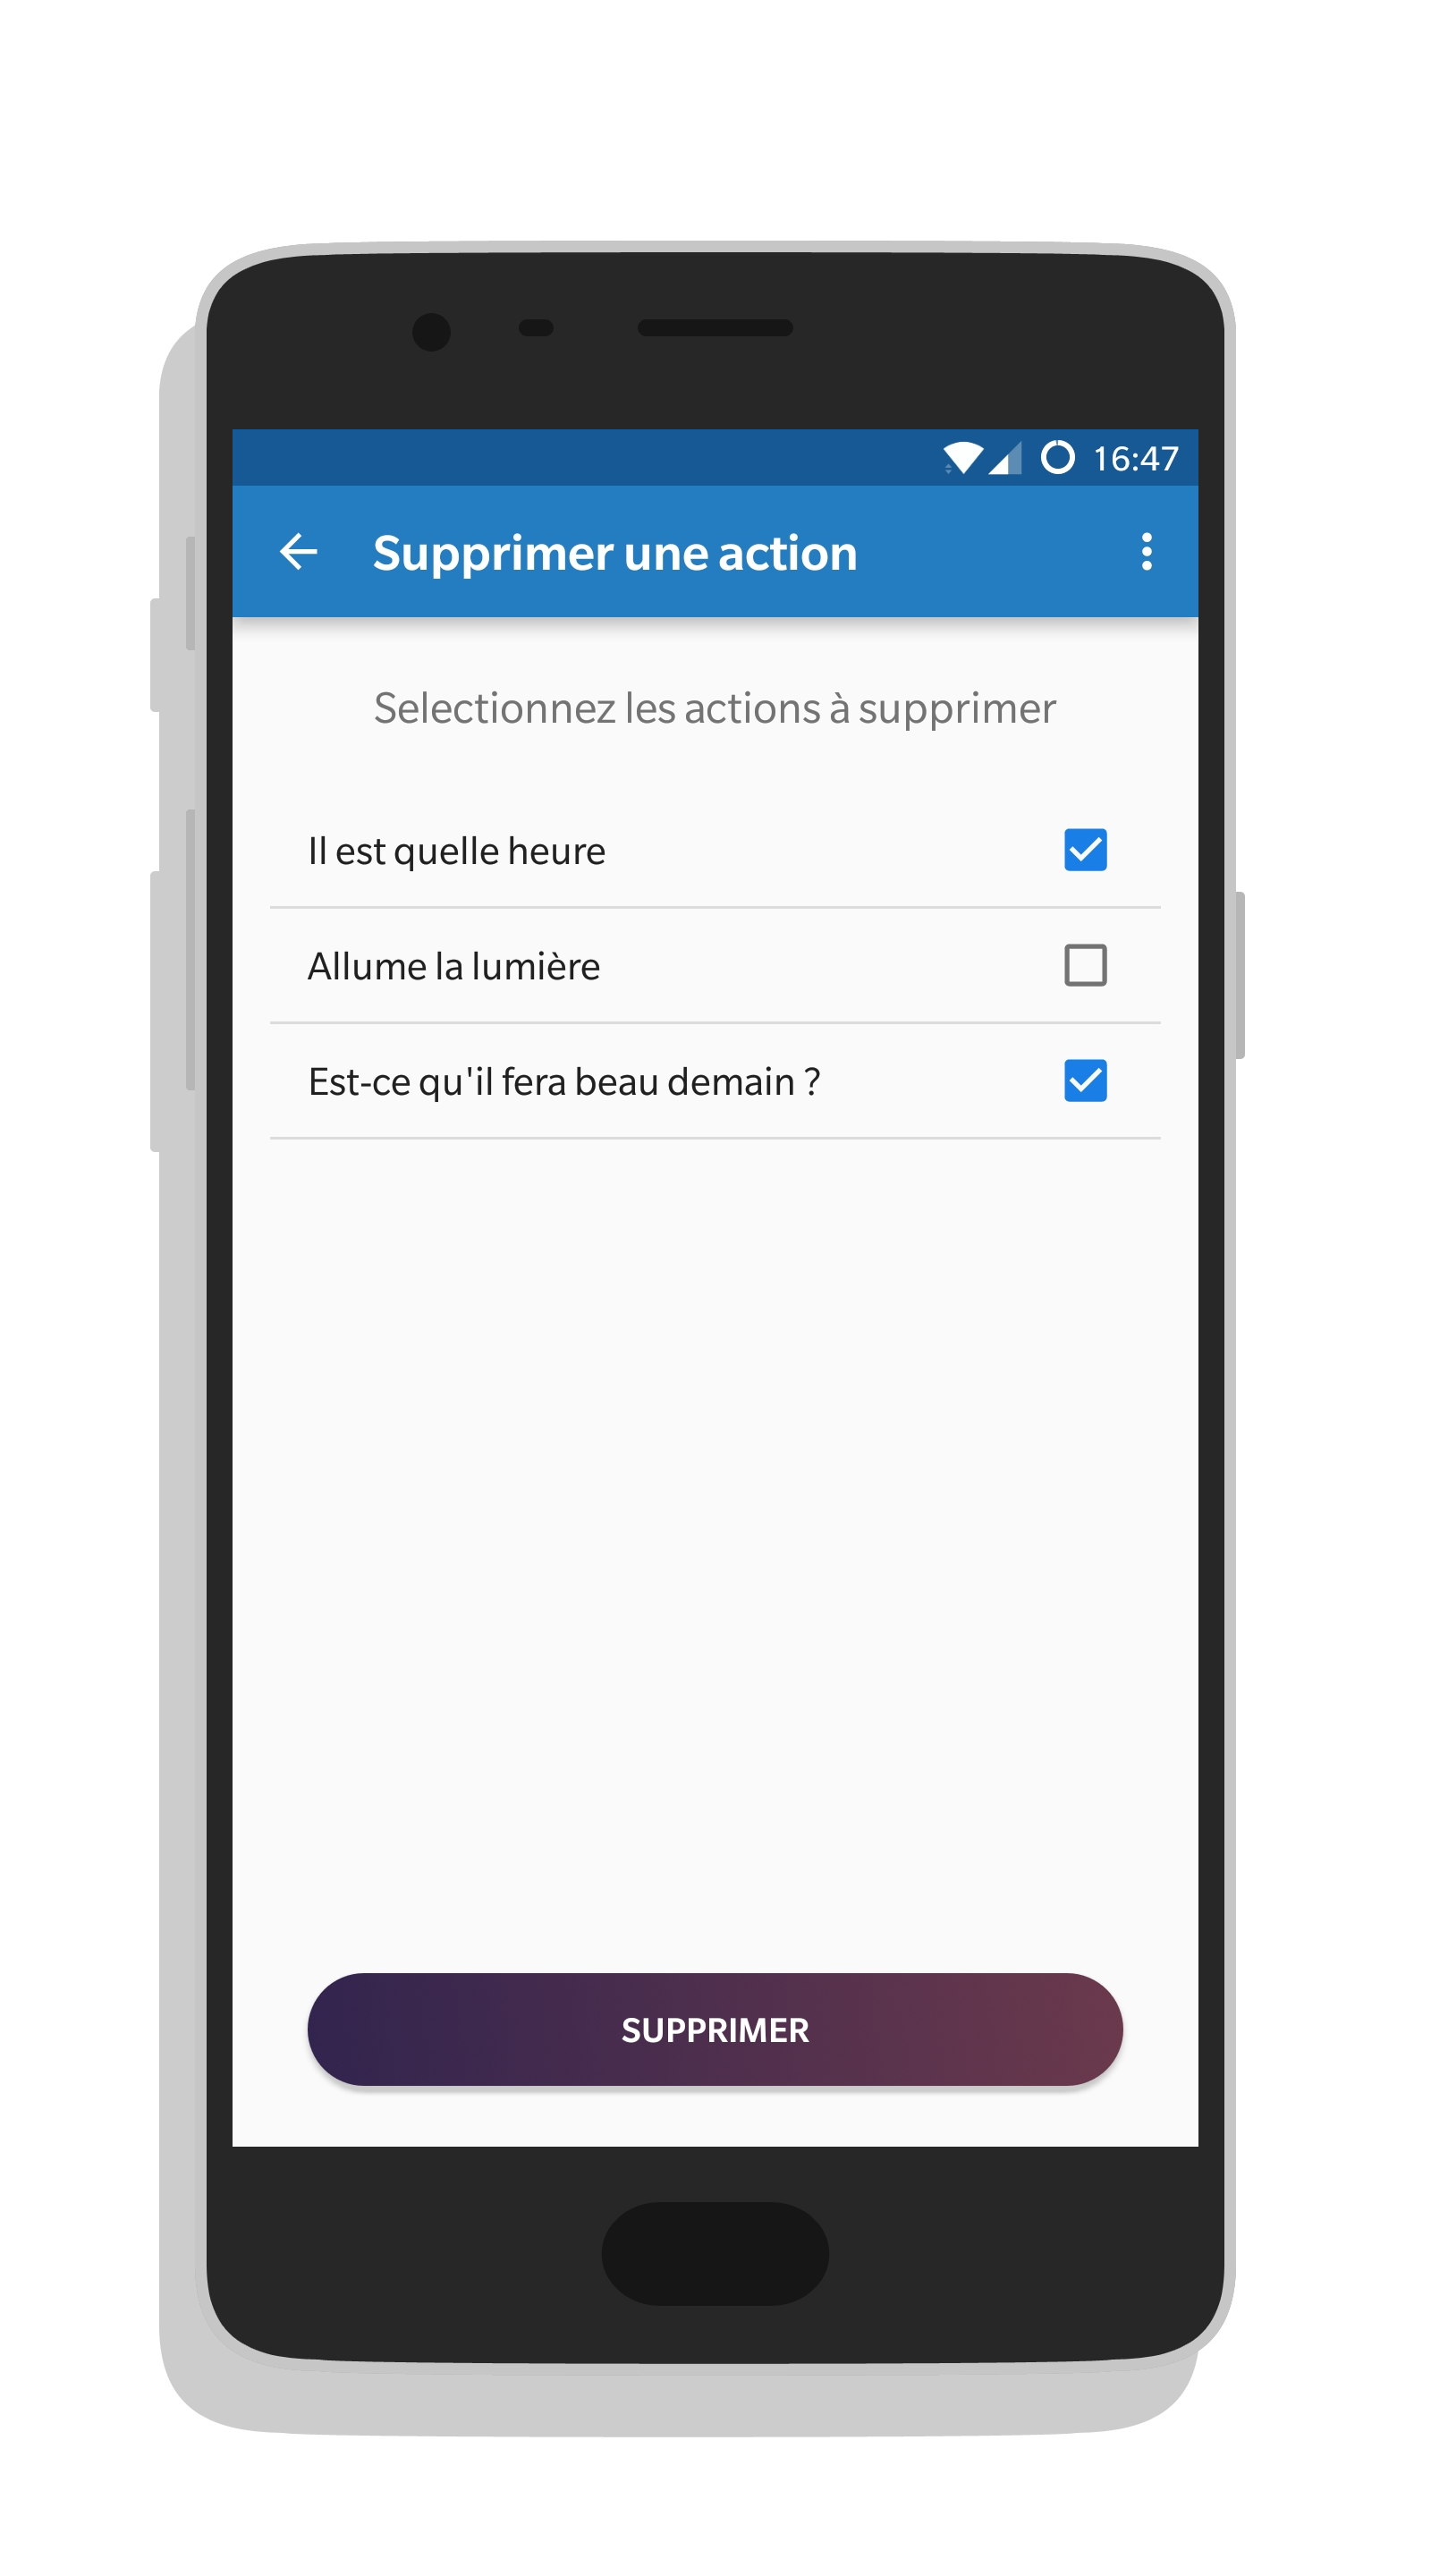 16:47
Supprimer une action
Selectionnez les actions à supprimer
Il est quelle heure
Allume la lumière
Est-ce qu'il fera beau demain ?
SUPPRIMER